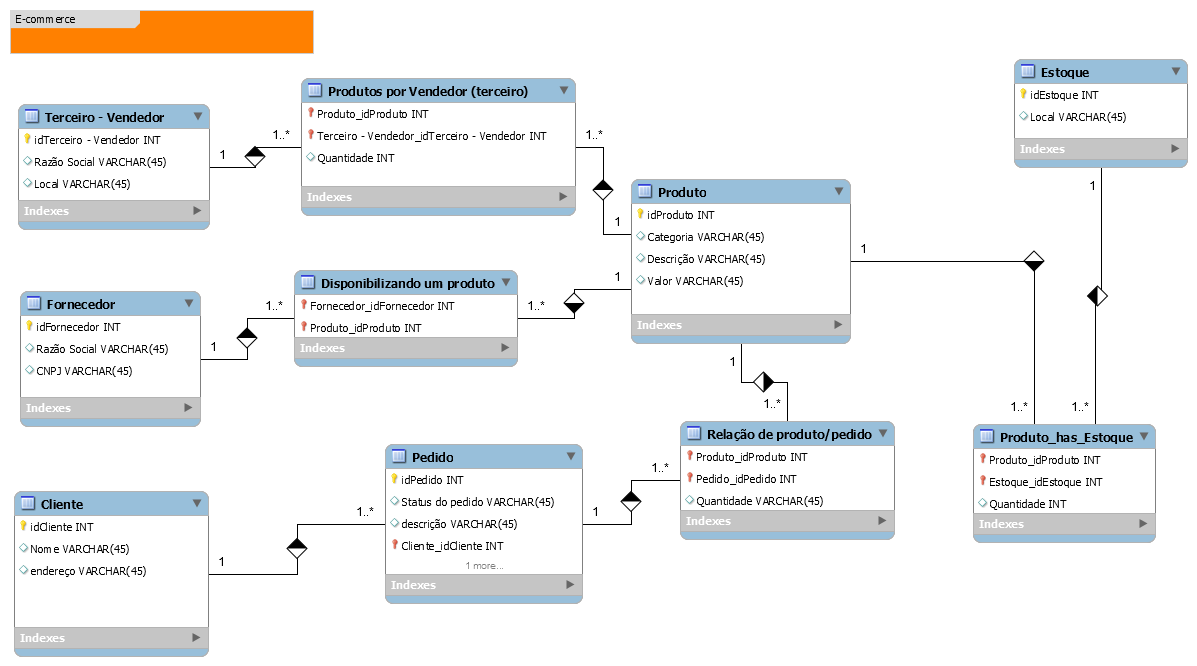 E-commerce
Terceiro - Vendedor
idTerceiro - Vendedor INT
Razão Social VARCHAR(45)
Local VARCHAR(45)
Indexes
1
1..*
Produtos por Vendedor (terceiro)
Produto_idProduto INT
Terceiro - Vendedor_idTerceiro - Vendedor INT
Quantidade INT
Indexes
1..*
1
Estoque
idEstoque INT
Local VARCHAR(45)
Indexes
1
Produto
idProduto INT
Categoria VARCHAR(45)
Descrição VARCHAR(45)
Valor VARCHAR(45)
Indexes
1
1..*
1..*
Fornecedor
idFornecedor INT
Razão Social VARCHAR(45)
CNPJ VARCHAR(45)
Indexes
1
1..*
Disponibilizando um produto
Fornecedor_idFornecedor INT
Produto_idProduto INT
Indexes
1..*
1
1
1..*
Cliente
idCliente INT
Nome VARCHAR(45)
endereço VARCHAR(45)
Indexes
1
1..*
Pedido
idPedido INT
Status do pedido VARCHAR(45)
descrição VARCHAR(45)
Cliente_idCliente INT
1 more...
Indexes
1
1..*
Relação de produto/pedido
Produto_idProduto INT
Pedido_idPedido INT
Quantidade VARCHAR(45)
Indexes
Produto_has_Estoque
Produto_idProduto INT
Estoque_idEstoque INT
Quantidade INT
Indexes